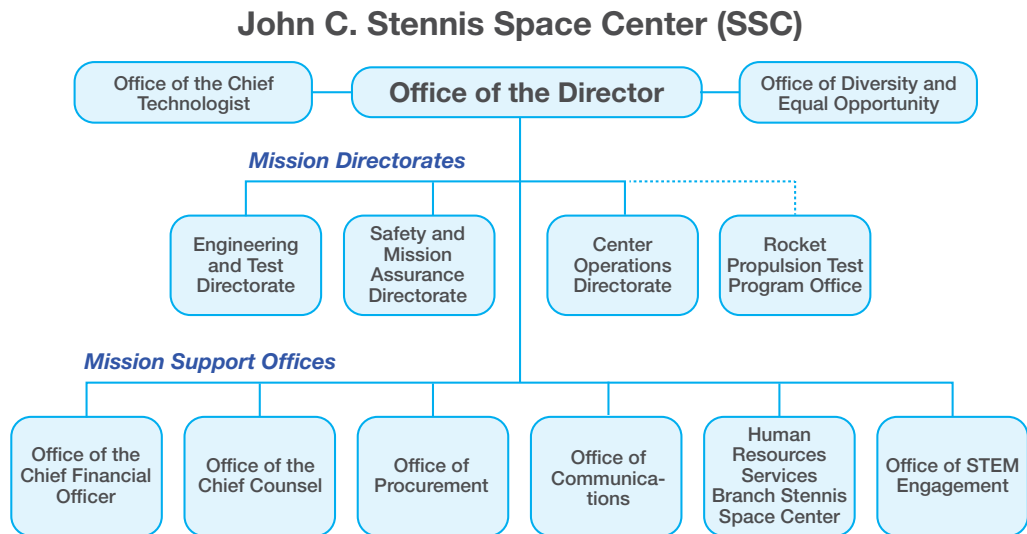 John C. Stennis Space Center (SSC)
Office of the Chief
Technologist
Office of the Director
Office of Diversity and
Equal Opportunity
Mission Directorates
Engineering
and Test
Directorate
Safety and
Mission
Assurance
Directorate
Center
Operations
Directorate
Rocket
Propulsion Test
Program Office
Mission Support Offices
Office of the
Chief Financial
Officer
Office of the
Chief Counsel
Office of
Procurement
Office of
Communica-
tions
Human
Resources
Services
Branch Stennis
Space Center
Office of STEM
Engagement